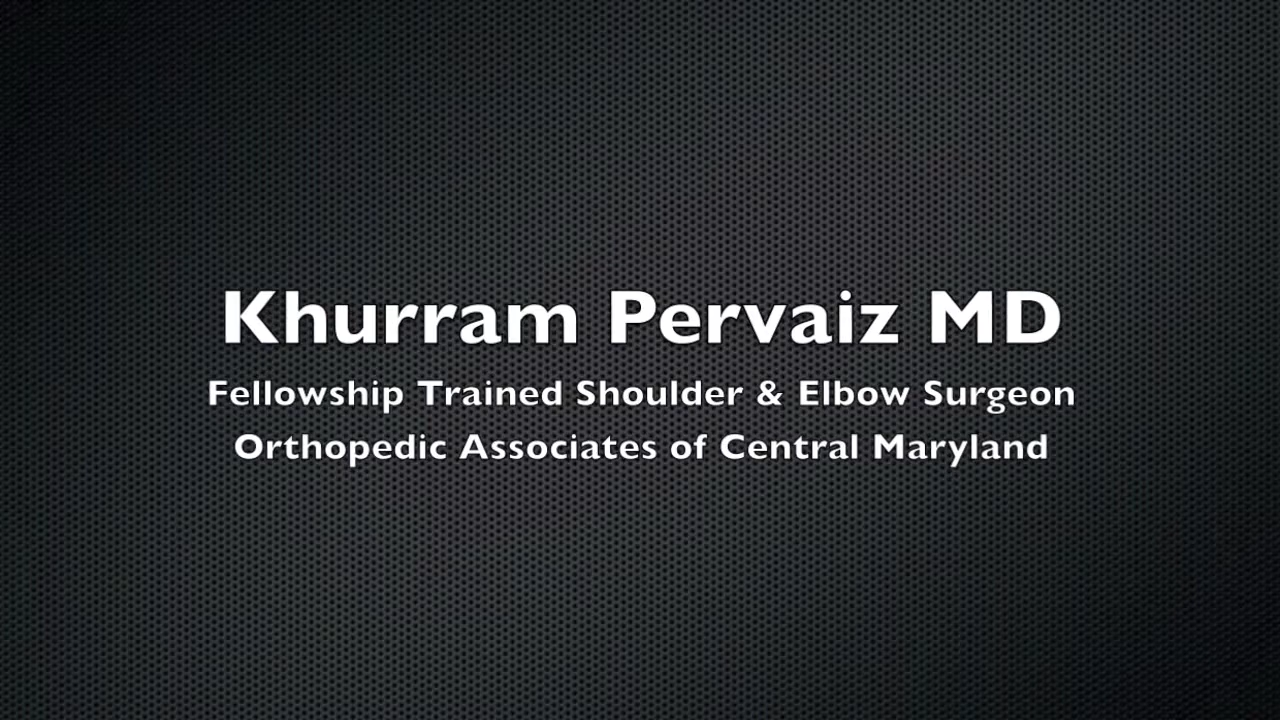 Khurram Pervaiz MD
Fellowship Trained Shoulder & Elbow Surgeon
Orthopedic Associates of Central Maryland